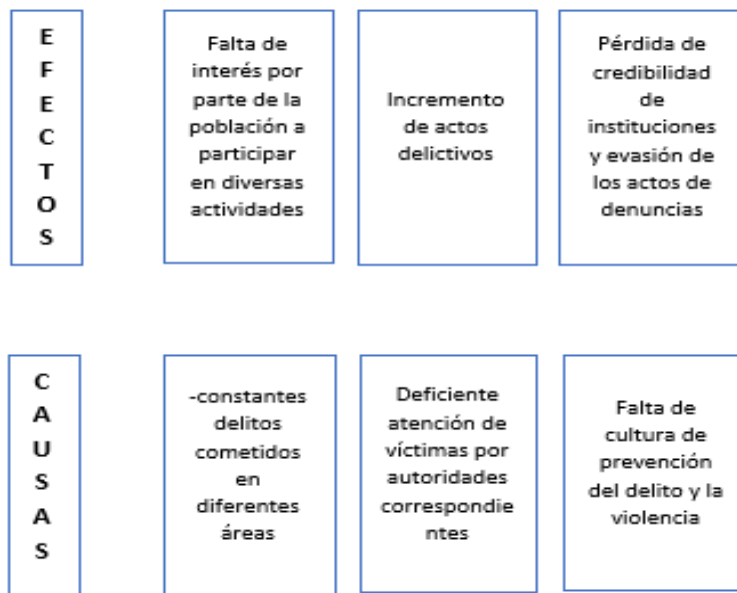 EFECTOS
Falta de
interés por
parte de la
población a
participar
en diversas
actividades
Incremento
de actos
delictivos
Pérdida de
credibilidad
de
instituciones
y evasión de
los actos de
denuncias
CAUSAS
-constantes
delitos
cometidos
en
diferentes
áreas
Deficiente
atención de
víctimas por
autoridades
correspondie
ntes
Falta de
cultura de
prevención
del delito y la
violencia